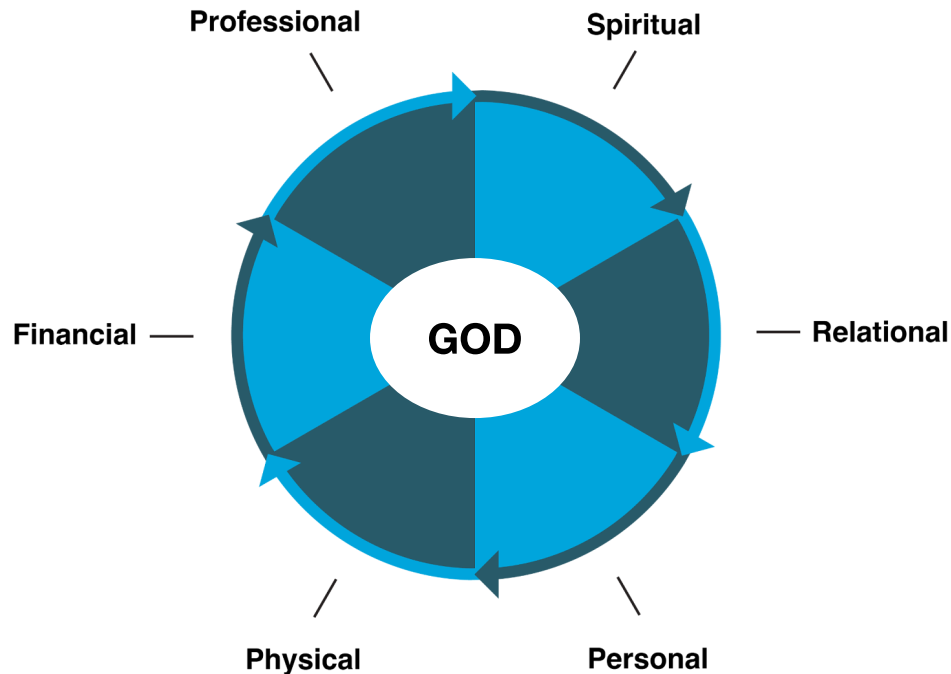 Professional
Spiritual
Financial
GOD
Relational
Physical
Personal